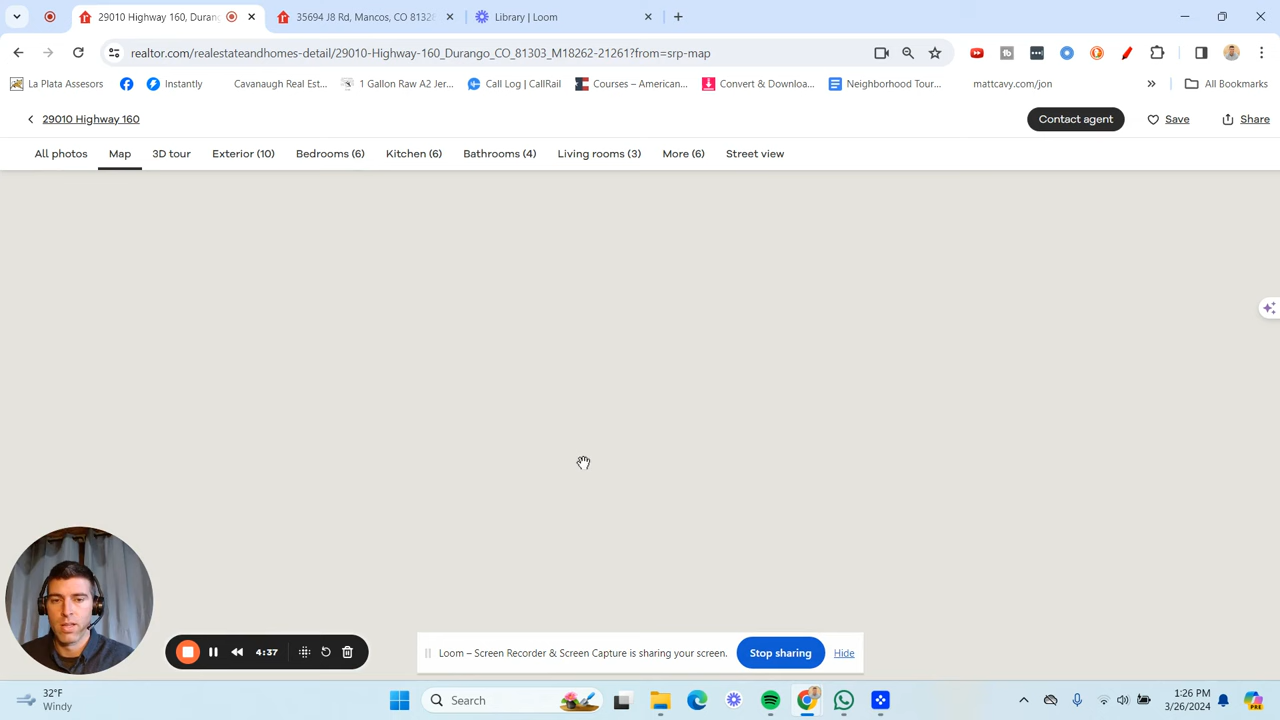 29010 Highway 160, Durang
35694 J8 Rd, Mancos, CO 81328
Library | Loom
realtor.com/realestateandhomes-detail/29010-Highway-160_Durango_CO_81303_M18262-21261?from=srp-map
La Plata Assesors
Instantly
Cavanaugh Real Est...
1 Gallon Raw A2 Jer...
Call Log | CallRail
Courses – American...
Convert & Downloa...
Neighborhood Tour...
mattcavy.com/jon
All Bookmarks
29010 Highway 160
Contact agent
Save
Share
All photos
Map
3D tour
Exterior (10)
Bedrooms (6)
Kitchen (6)
Bathrooms (4)
Living rooms (3)
More (6)
Street view
4:37
Loom – Screen Recorder & Screen Capture is sharing your screen.
Stop sharing
Hide
32°F
Windy
Search
1:26 PM
3/26/2024